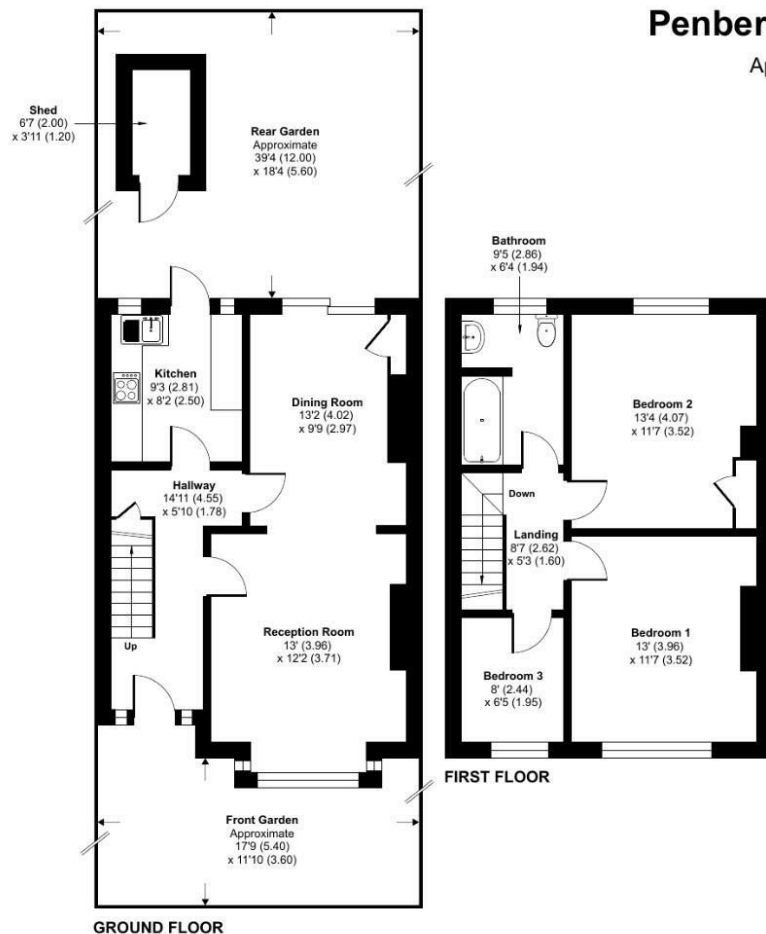 Penber
Ap
Shed
6'7 (2.00)
x 3'11 (1.20)
Rear Garden
Approximate
39'4 (12.00)
x 18'4 (5.60)
Bathroom
9'5 (2.86)
x 6'4 (1.94)
Kitchen
9'3 (2.81)
x 8'2 (2.50)
Dining Room
13'2 (4.02)
x 9'9 (2.97)
Bedroom 2
13'4 (4.07)
x 11'7 (3.52)
Hallway
14'11 (4.55)
x 5'10 (1.78)
Down
Landing
8'7 (2.62)
x 5'3 (1.60)
Up
Reception Room
13' (3.96)
x 12'2 (3.71)
Bedroom 1
13' (3.96)
x 11'7 (3.52)
Bedroom 3
8' (2.44)
x 6'5 (1.95)
FIRST FLOOR
Front Garden
Approximate
17'9 (5.40)
x 11'10 (3.60)
GROUND FLOOR